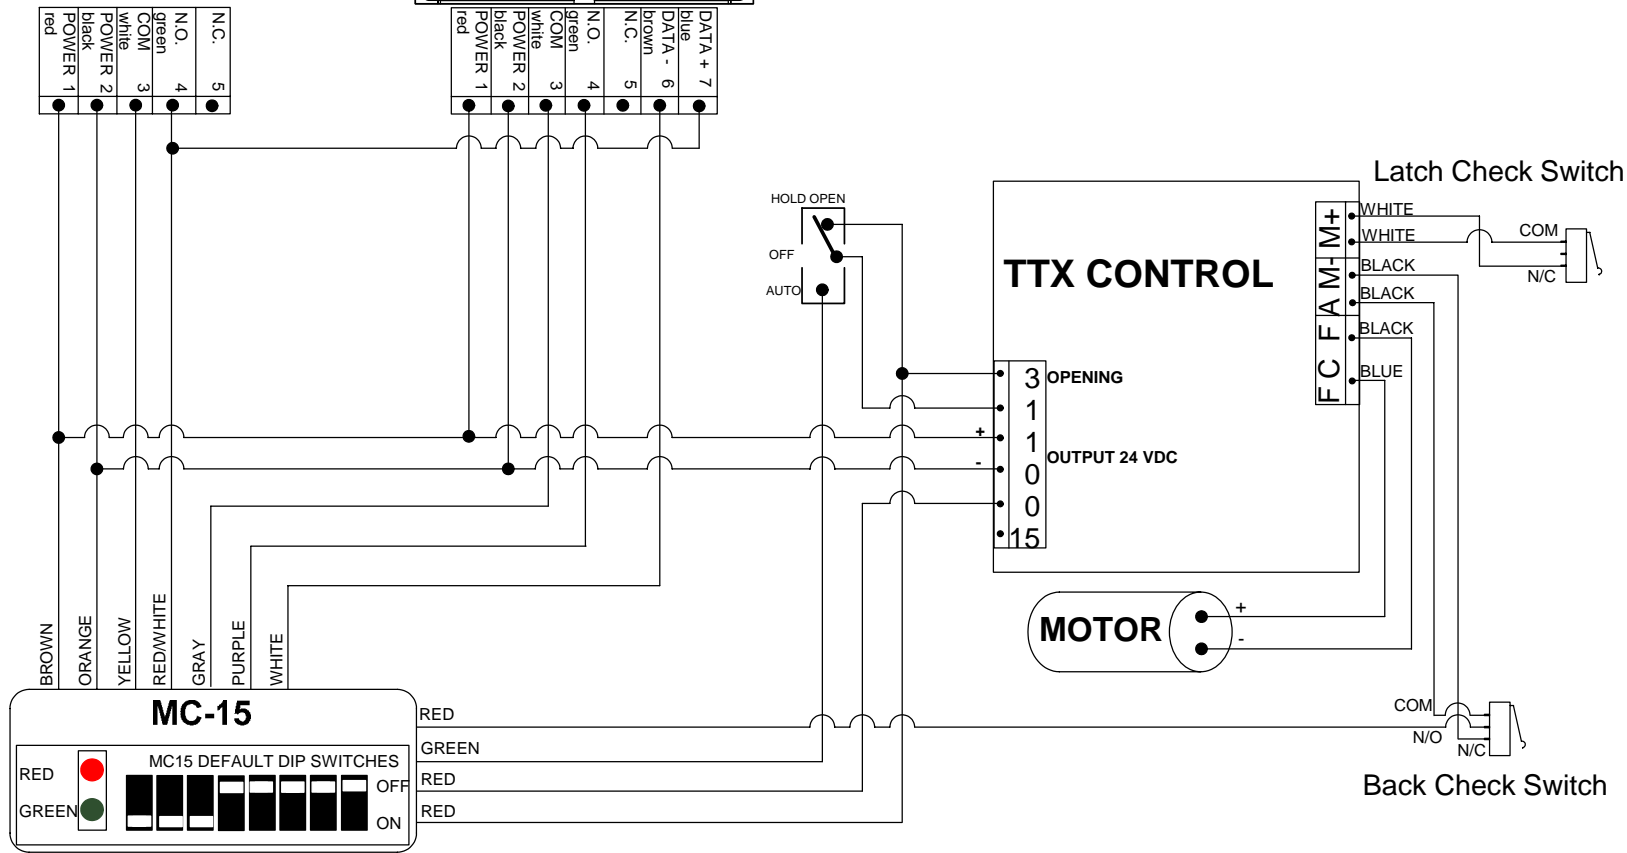 red
POWER 1
black
POWER 2
white
COM 3
green
N.O. 4
N.C. 5
red
POWER 1
black
POWER 2
white
COM 3
green
N.O. 4
N.C. 5
brown
DATA - 6
blue
DATA + 7
Latch Check Switch
HOLD OPEN
OFF
AUTO
TTX CONTROL
M+
M-
A
F
C
F
WHITE
WHITE
BLACK
BLACK
BLACK
BLUE
COM
N/C
3 OPENING
1
+ 1
OUTPUT 24 VDC
- 0
0
15
MOTOR
+
-
BROWN
ORANGE
YELLOW
RED/WHITE
GRAY
PURPLE
WHITE
MC-15
RED
GREEN
RED
RED
MC15 DEFAULT DIP SWITCHES
RED
GREEN
OFF
ON
COM
N/O
N/C
Back Check Switch